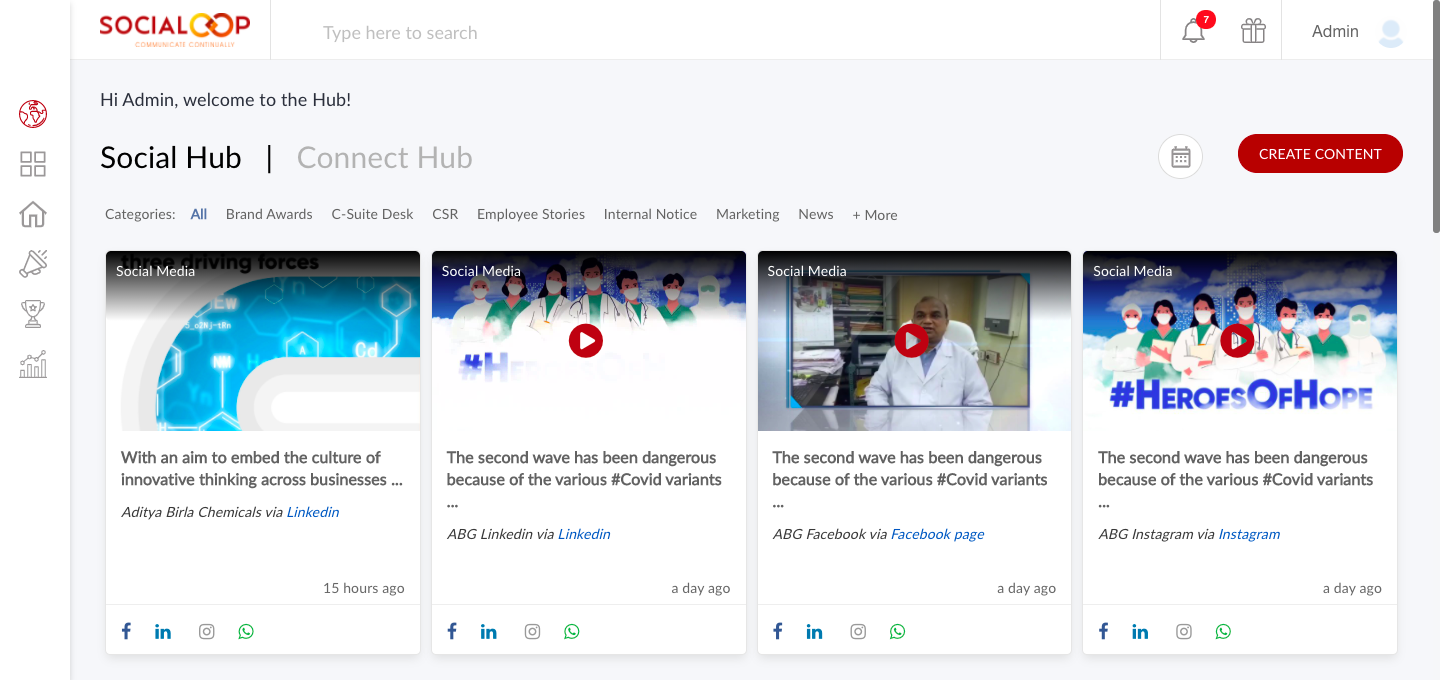 SOCIALOOP
COMMUNICATE CONTINUALLY
Type here to search
7
Admin
Hi Admin, welcome to the Hub!
Social Hub | Connect Hub
CREATE CONTENT
Categories: All Brand Awards C-Suite Desk CSR Employee Stories Internal Notice Marketing News + More
three driving forces
Social Media
NH
Cd
With an aim to embed the culture of
innovative thinking across businesses ...
Aditya Birla Chemicals via Linkedin
15 hours ago
Social Media
The second wave has been dangerous
because of the various #Covid variants
...
ABG Linkedin via Linkedin
a day ago
Social Media
The second wave has been dangerous
because of the various #Covid variants
...
ABG Facebook via Facebook page
a day ago
Social Media
#HEROESOFHOPE
The second wave has been dangerous
because of the various #Covid variants
...
ABG Instagram via Instagram
a day ago